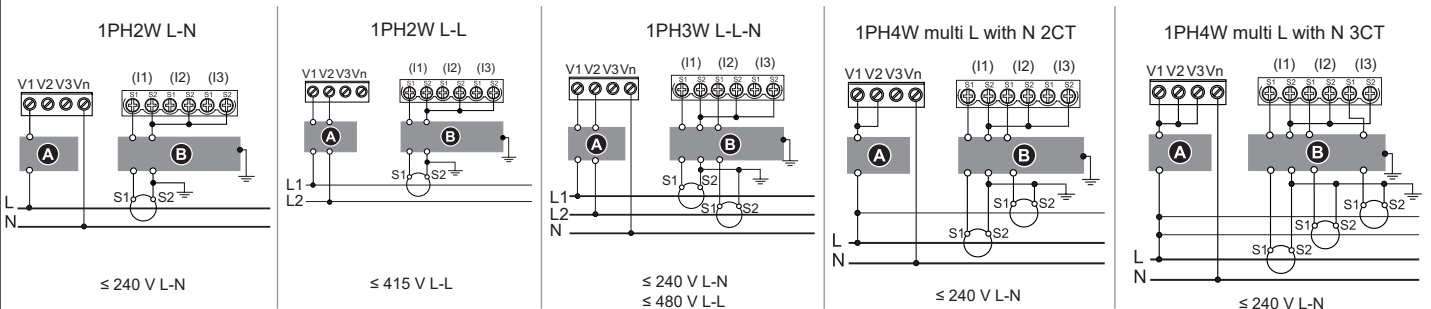 1PH2W L-N
(I1) (I2) (I3)
V1 V2 V3 Vn
S1 S2 S1 S2 S1 S2
A
B
S1 S2
L
N
≤ 240 V L-N
1PH2W L-L
(I1) (I2) (I3)
V1 V2 V3 Vn
S1 S2 S1 S2 S1 S2
A
B
S1 S2
L1
L2
≤ 415 V L-L
1PH3W L-L-N
(I1) (I2) (I3)
V1 V2 V3 Vn
S1 S2 S1 S2 S1 S2
A
B
S1 S2
L1
S1 S2
L2
N
≤ 240 V L-N
≤ 480 V L-L
1PH4W multi L with N 2CT
(I1) (I2) (I3)
V1 V2 V3 Vn
S1 S2 S1 S2 S1 S2
A
B
S1 S2
S1 S2
L
N
≤ 240 V L-N
1PH4W multi L with N 3CT
(I1) (I2) (I3)
V1 V2 V3 Vn
S1 S2 S1 S2 S1 S2
A
B
S1 S2
S1 S2
S1 S2
L
N
≤ 240 V L-N